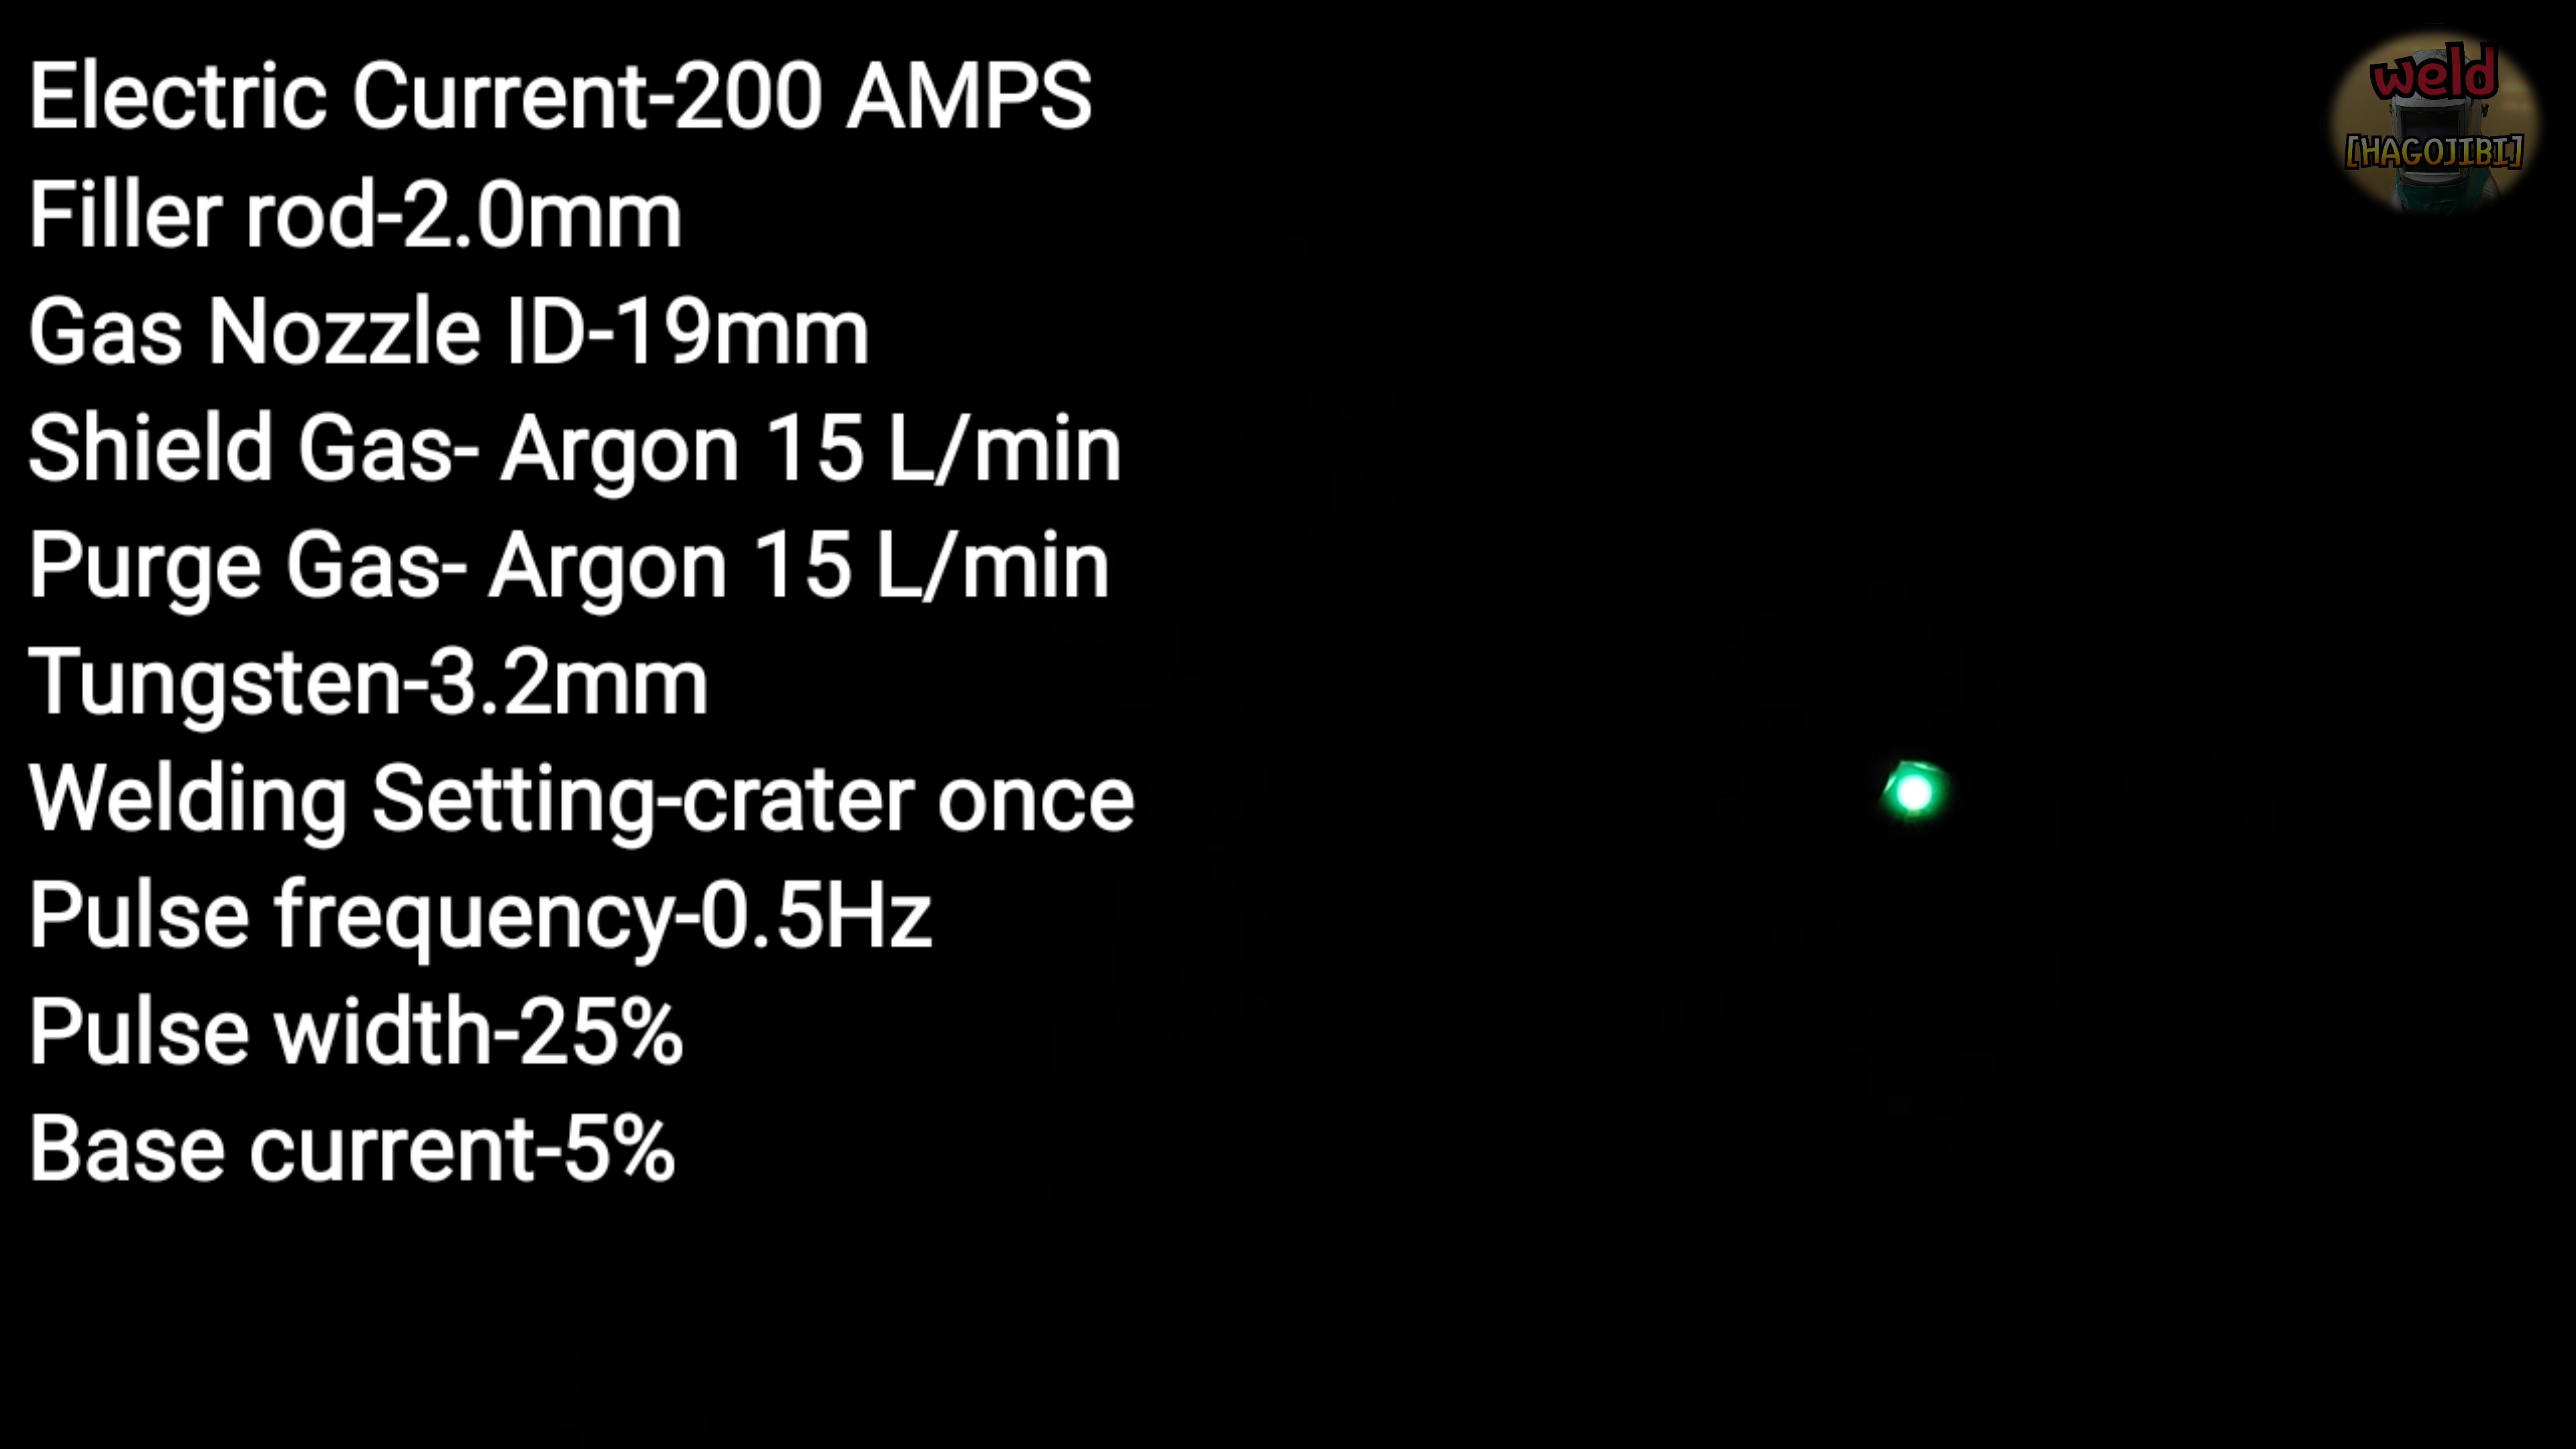 Electric Current-200 AMPS
Filler rod-2.0mm
Gas Nozzle ID-19mm
Shield Gas- Argon 15 L/min
Purge Gas- Argon 15 L/min
Tungsten-3.2mm
Welding Setting-crater once
Pulse frequency-0.5Hz
Pulse width-25%
Base current-5%
weld
[HAGOJIBI]